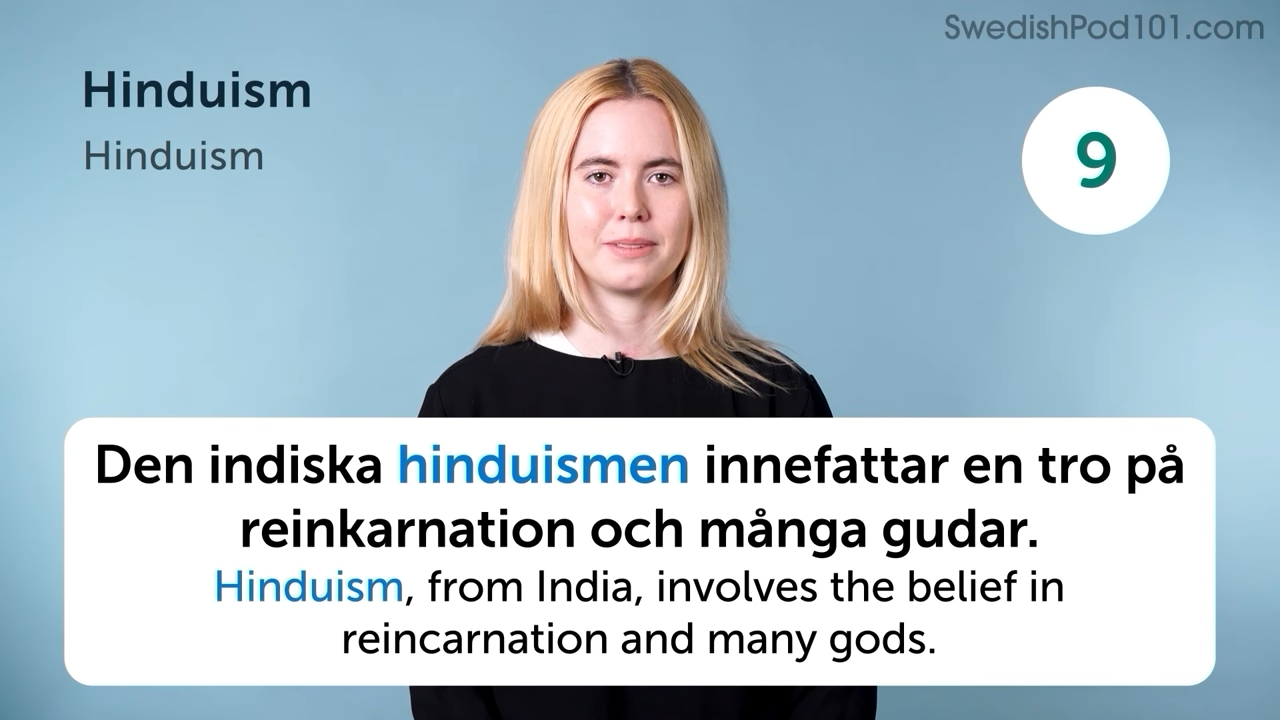 SwedishPod101.com
Hinduism
Hinduism
9
Den indiska hinduismen innefattar en tro på
reinkarnation och många gudar.
Hinduism, from India, involves the belief in
reincarnation and many gods.